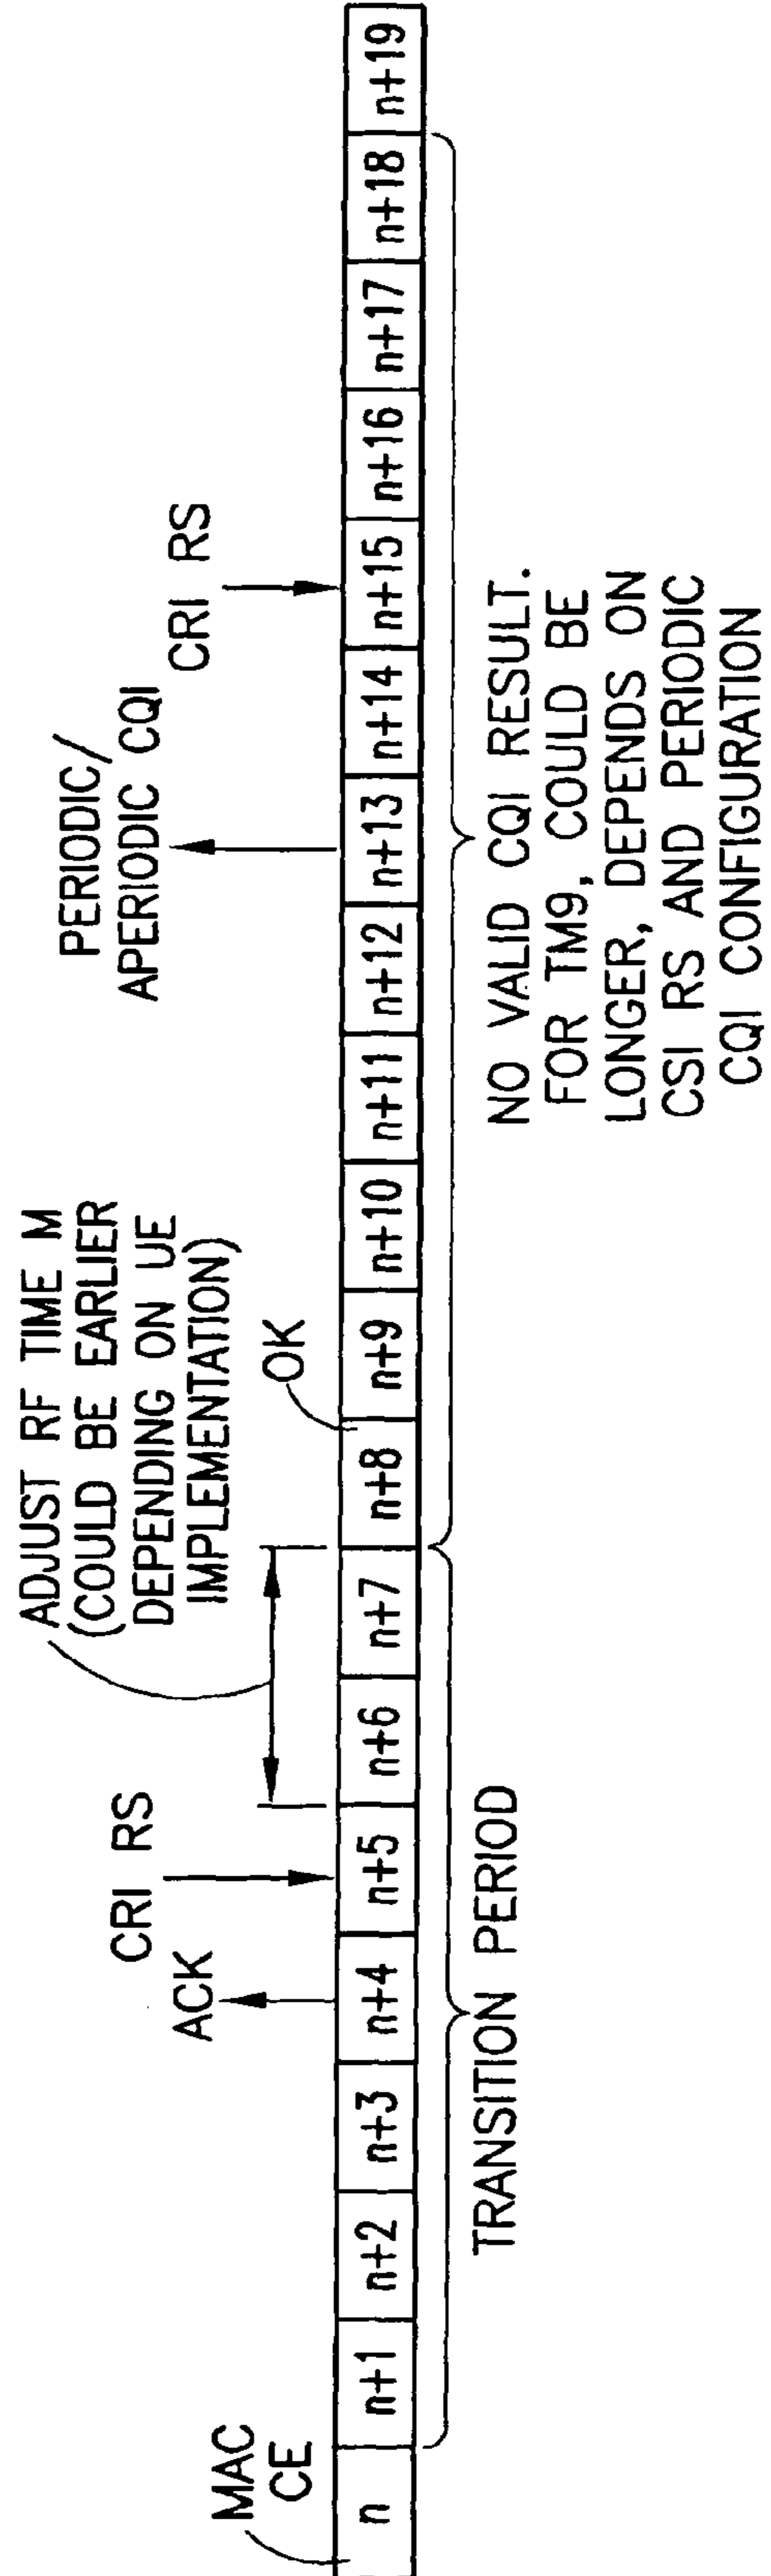 MAC
CE
ACK
CRI RS
ADJUST RF TIME M
(COULD BE EARLIER
DEPENDING ON UE
IMPLEMENTATION)
OK
PERIODIC/
APERIODIC CQI
CRI RS
n n+1 n+2 n+3 n+4 n+5 n+6 n+7 n+8 n+9 n+10 n+11 n+12 n+13 n+14 n+15 n+16 n+17 n+18 n+19
TRANSITION PERIOD
NO VALID CQI RESULT.
FOR TM9, COULD BE
LONGER, DEPENDS ON
CSI RS AND PERIODIC
CQI CONFIGURATION